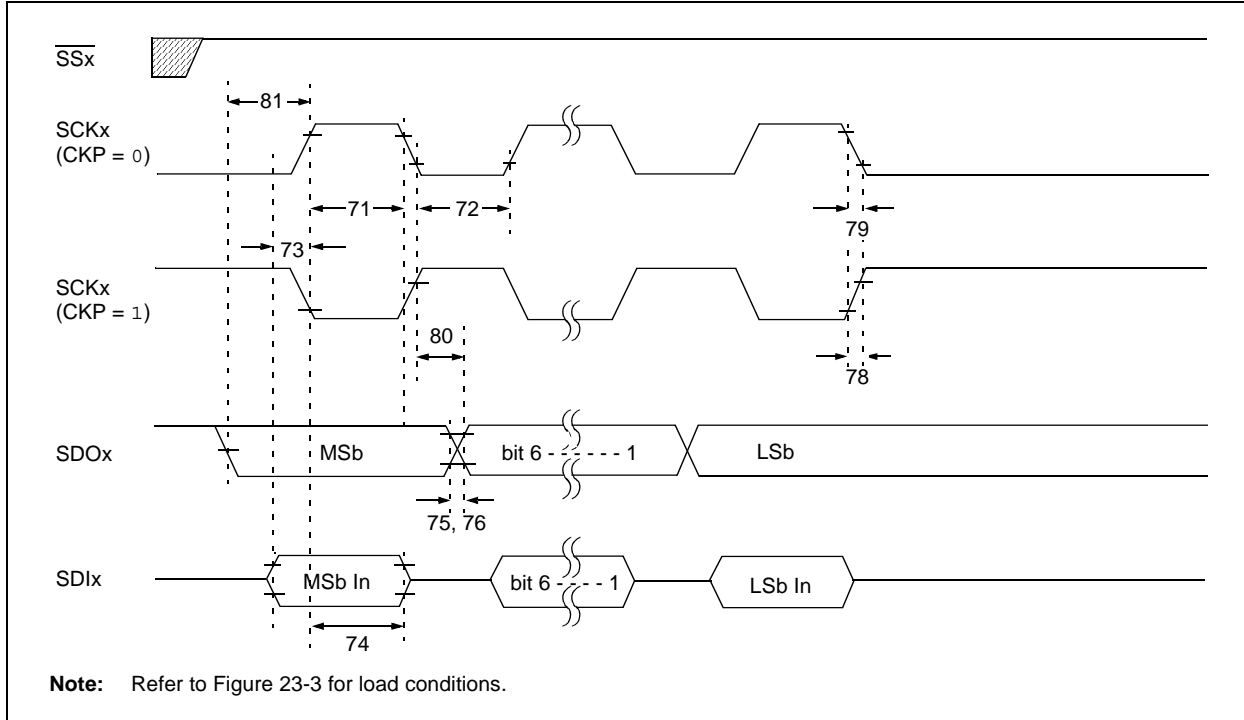 SSx
81
SCKx
(CKP = 0)
71
72
79
73
SCKx
(CKP = 1)
80
78
SDOx
MSb
bit 6 - - - - - - 1
LSb
75, 76
SDIx
MSb In
bit 6 - - - - - 1
LSb In
74
Note: Refer to Figure 23-3 for load conditions.